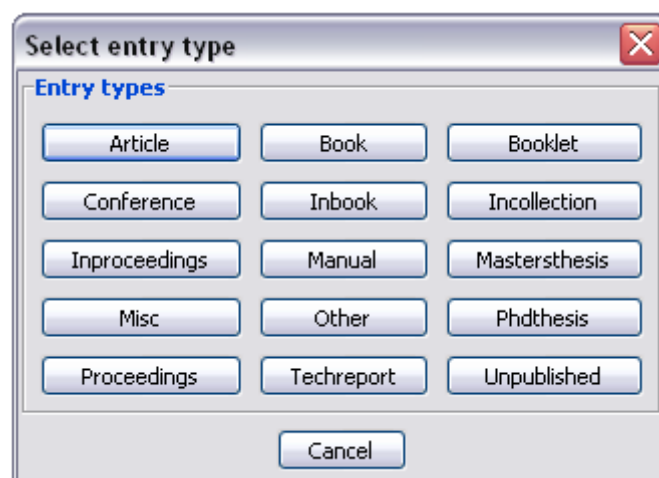 Select entry type
Entry types
Article Book Booklet
Conference Inbook Incollection
Inproceedings Manual Mastersthesis
Misc Other Phdthesis
Proceedings Techreport Unpublished
Cancel